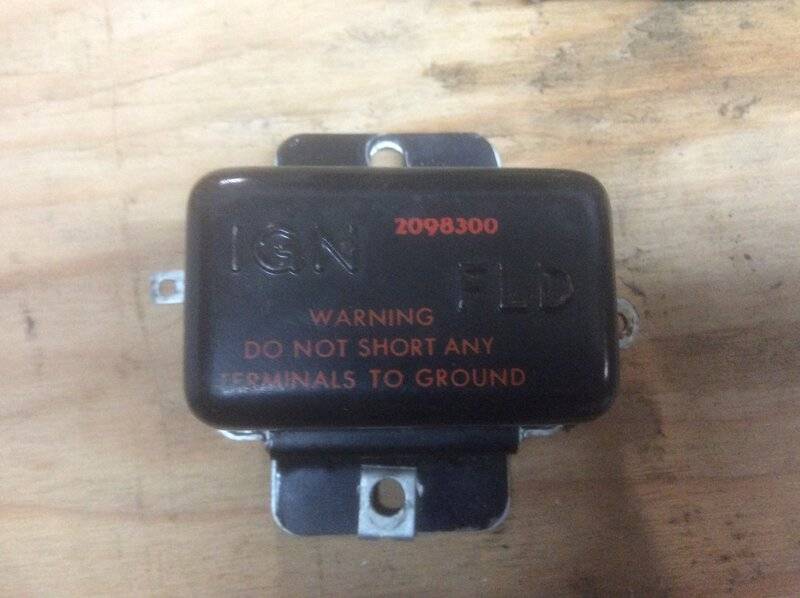 IGN
2098300
FLD
WARNING
DO NOT SHORT ANY
TERMINALS TO GROUND